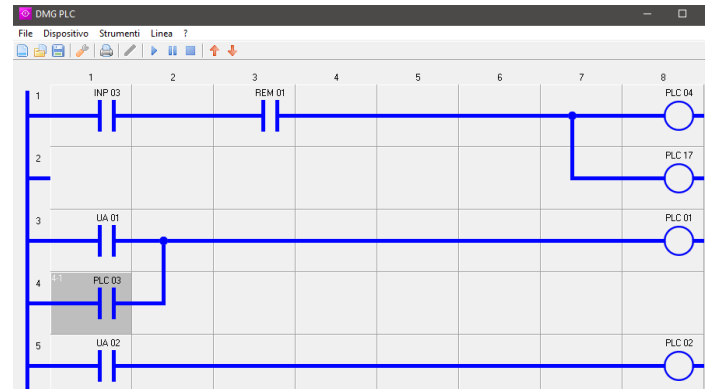 DMG PLC
File Dispositivo Strumenti Linea ?
1 2 3 4 5 6 7 8
1 INP 03 REM 01 PLC 04
2 PLC 17
3 UA 01 PLC 01
4 4-1 PLC 03
5 UA 02 PLC 02